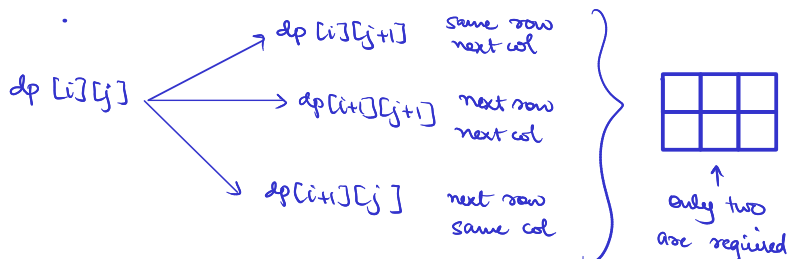 dp [i][j+1] same row
next col
dp [i][j]
dp[i+1][j+1] next row
next col
dp[i+1][j] next row
same col
only two
are required